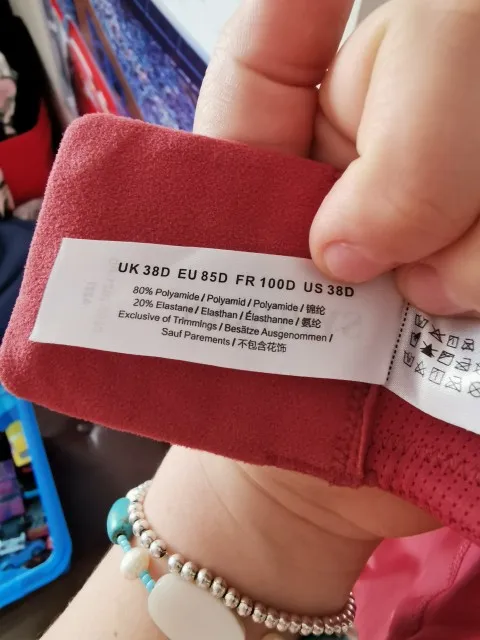 UK 38D EU 85D FR 100D US 38D
80% Polyamide / Polyamid / Polyamide / 锦纶
20% Elastane / Elasthan / Élasthanne / 氨纶
Exclusive of Trimmings / Besätze Ausgenommen /
Sauf Parements / 不包含花饰